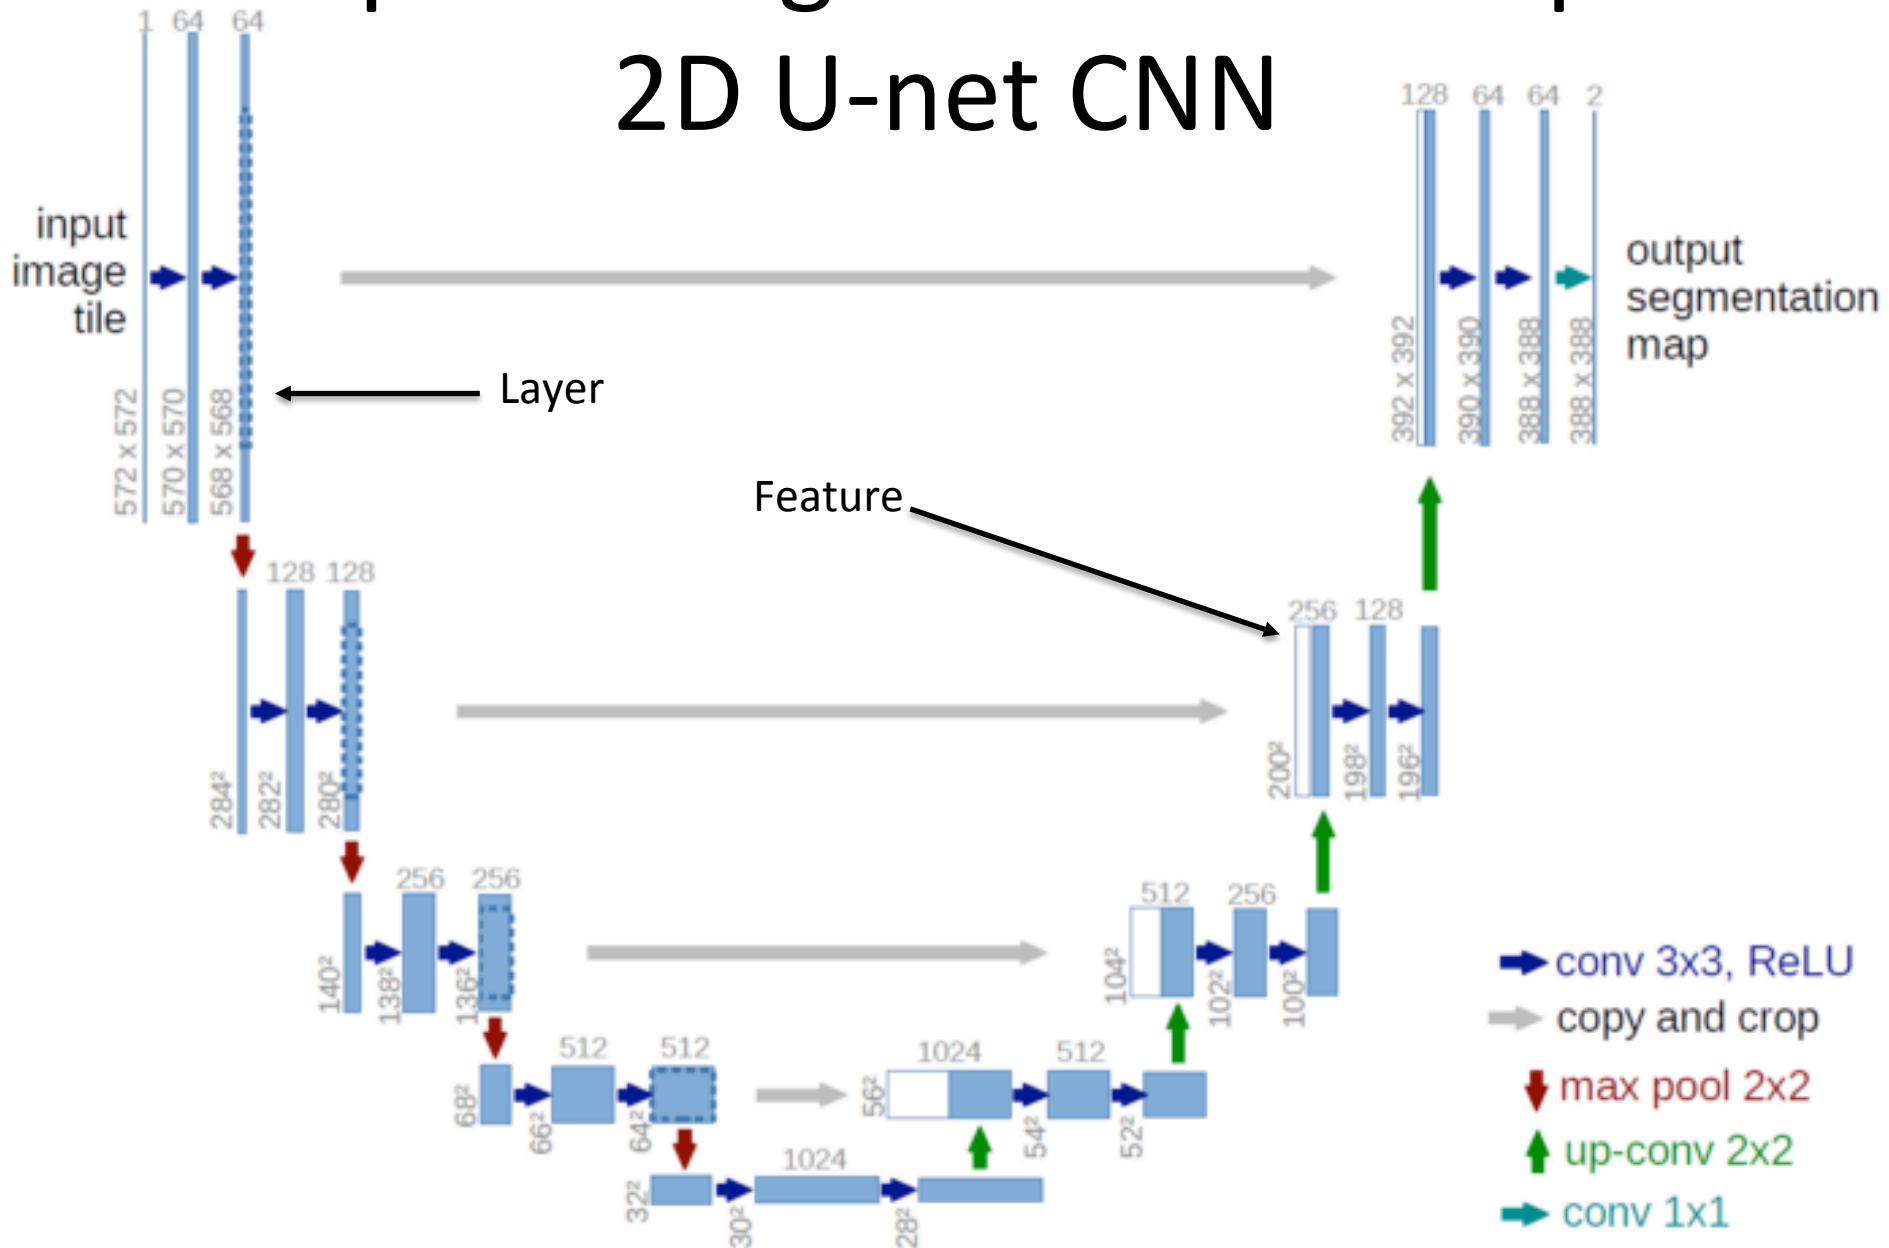 2D U-net CNN
1 64 64
128 64 64 2
input
image
tile
output
segmentation
map
572 x 572
570 x 570
568 x 568
392 x 392
390 x 390
388 x 388
388 x 388
Layer
Feature
128 128
256 128
284²
282²
280²
200²
198²
196²
256 256
512 256
140²
138²
136²
104²
102²
100²
512 512
1024 512
68²
66²
64²
56²
54²
52²
1024
32²
30²
28²
conv 3x3, ReLU
copy and crop
max pool 2x2
up-conv 2x2
conv 1x1